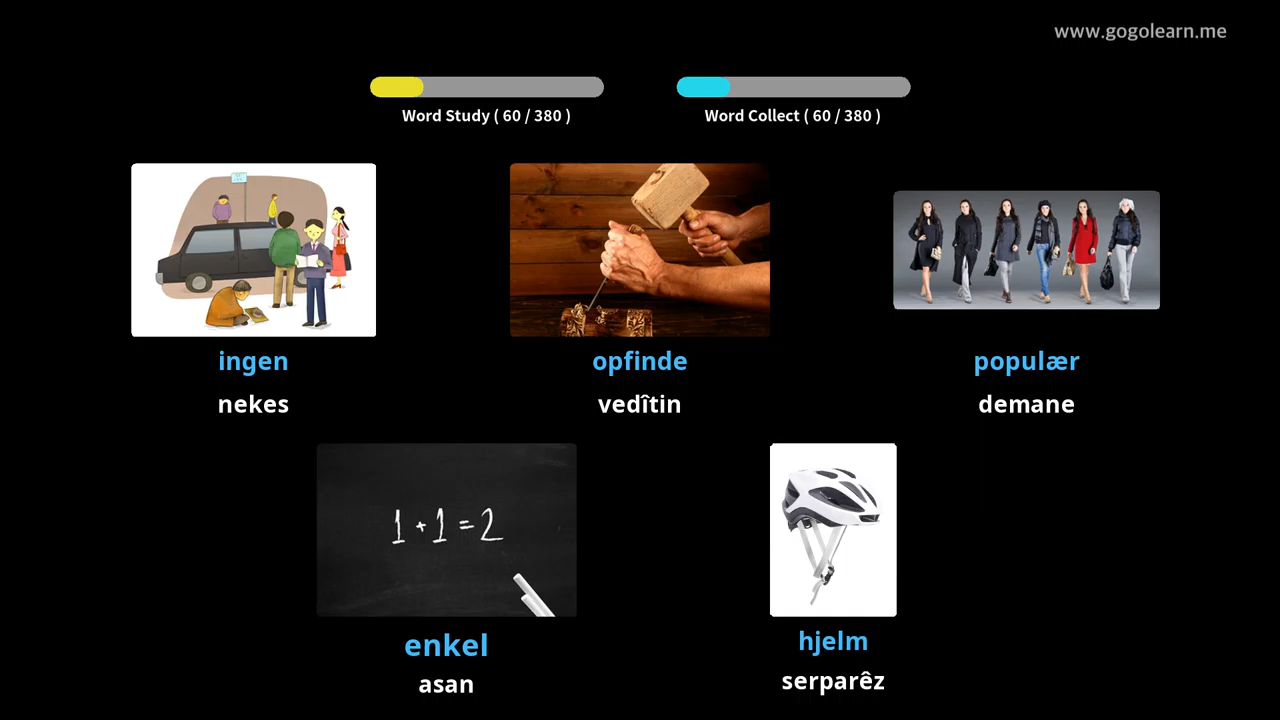 www.gogolearn.me
Word Study ( 60 / 380 )
Word Collect ( 60 / 380 )
ingen
opfinde
populær
nekes
vedîtin
demane
1 + 1 = 2
enkel
hjelm
asan
serparêz